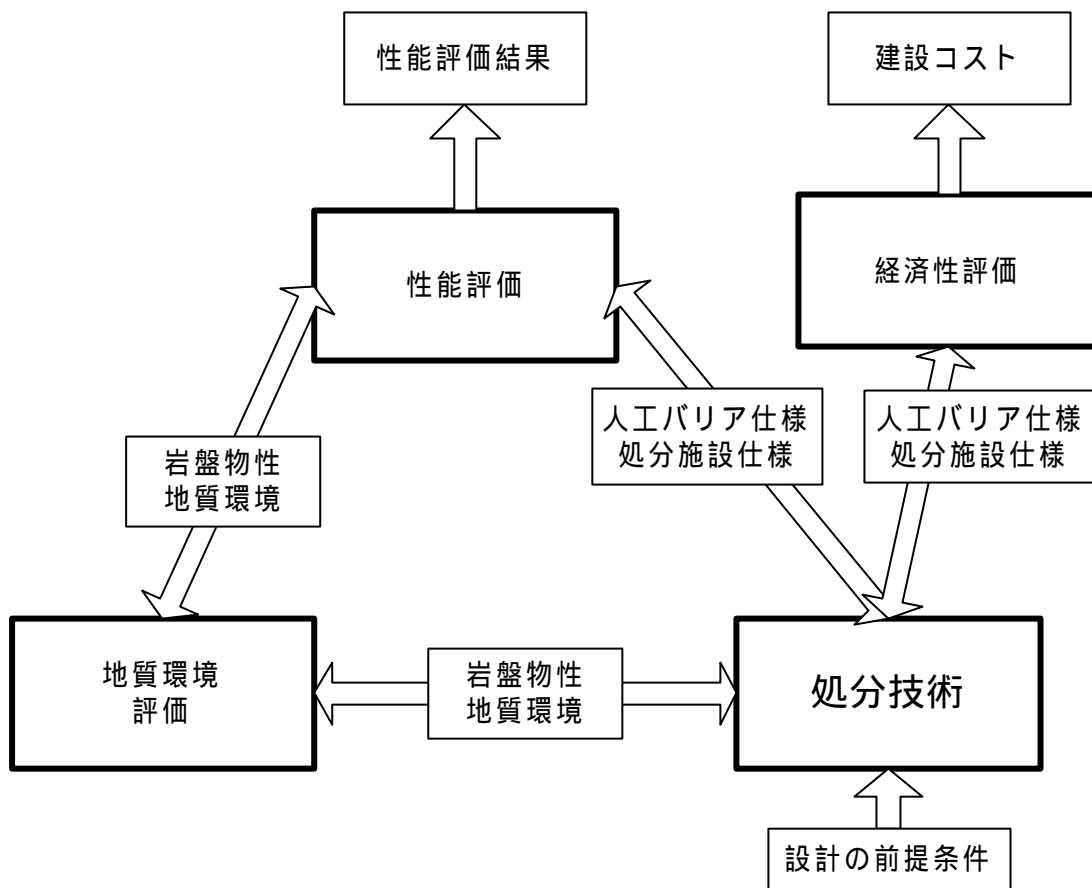 性能評価結果
建設コスト
性能評価
経済性評価
人工バリア仕様
処分施設仕様
人工バリア仕様
処分施設仕様
岩盤物性
地質環境
地質環境
評価
岩盤物性
地質環境
処分技術
設計の前提条件